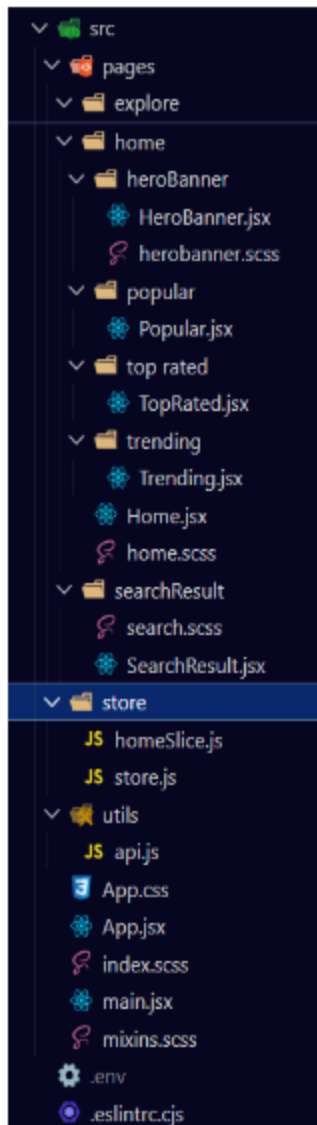 src
pages
explore
home
heroBanner
HeroBanner.jsx
herobanner.scss
popular
Popular.jsx
top rated
TopRated.jsx
trending
Trending.jsx
Home.jsx
home.scss
searchResult
search.scss
SearchResult.jsx
store
JS homeSlice.js
JS store.js
utils
JS api.js
App.css
App.jsx
index.scss
main.jsx
mixins.scss
.env
.eslintrc.cjs